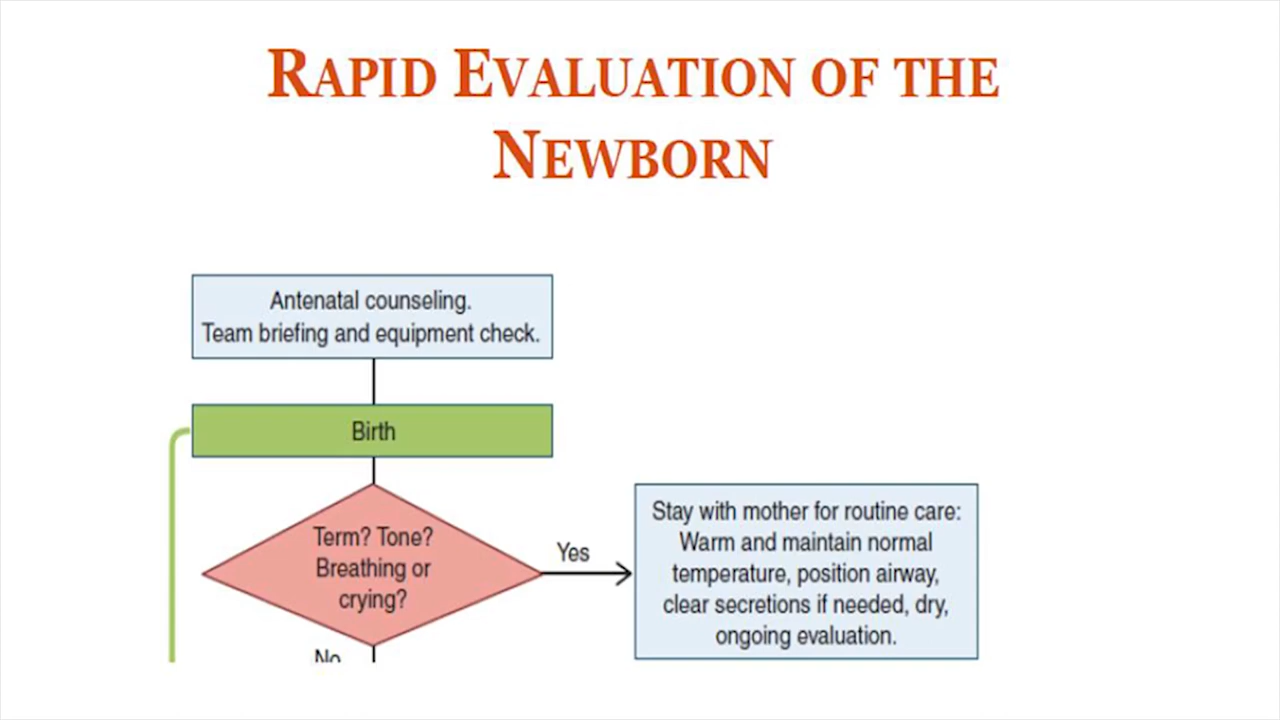 RAPID EVALUATION OF THE
NEWBORN
Antenatal counseling.
Team briefing and equipment check.
Birth
Term? Tone?
Breathing or
crying?
Yes
Stay with mother for routine care:
Warm and maintain normal
temperature, position airway,
clear secretions if needed, dry,
ongoing evaluation.
No